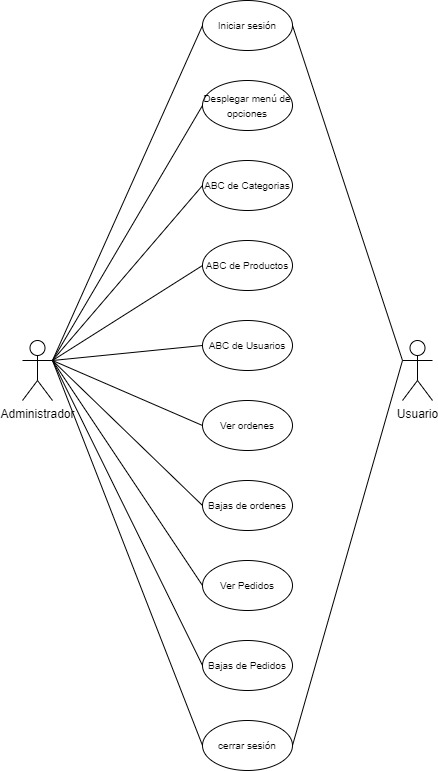 Iniciar sesión
Desplegar menú de
opciones
ABC de Categorias
ABC de Productos
ABC de Usuarios
Administrador
Usuario
Ver ordenes
Bajas de ordenes
Ver Pedidos
Bajas de Pedidos
cerrar sesión